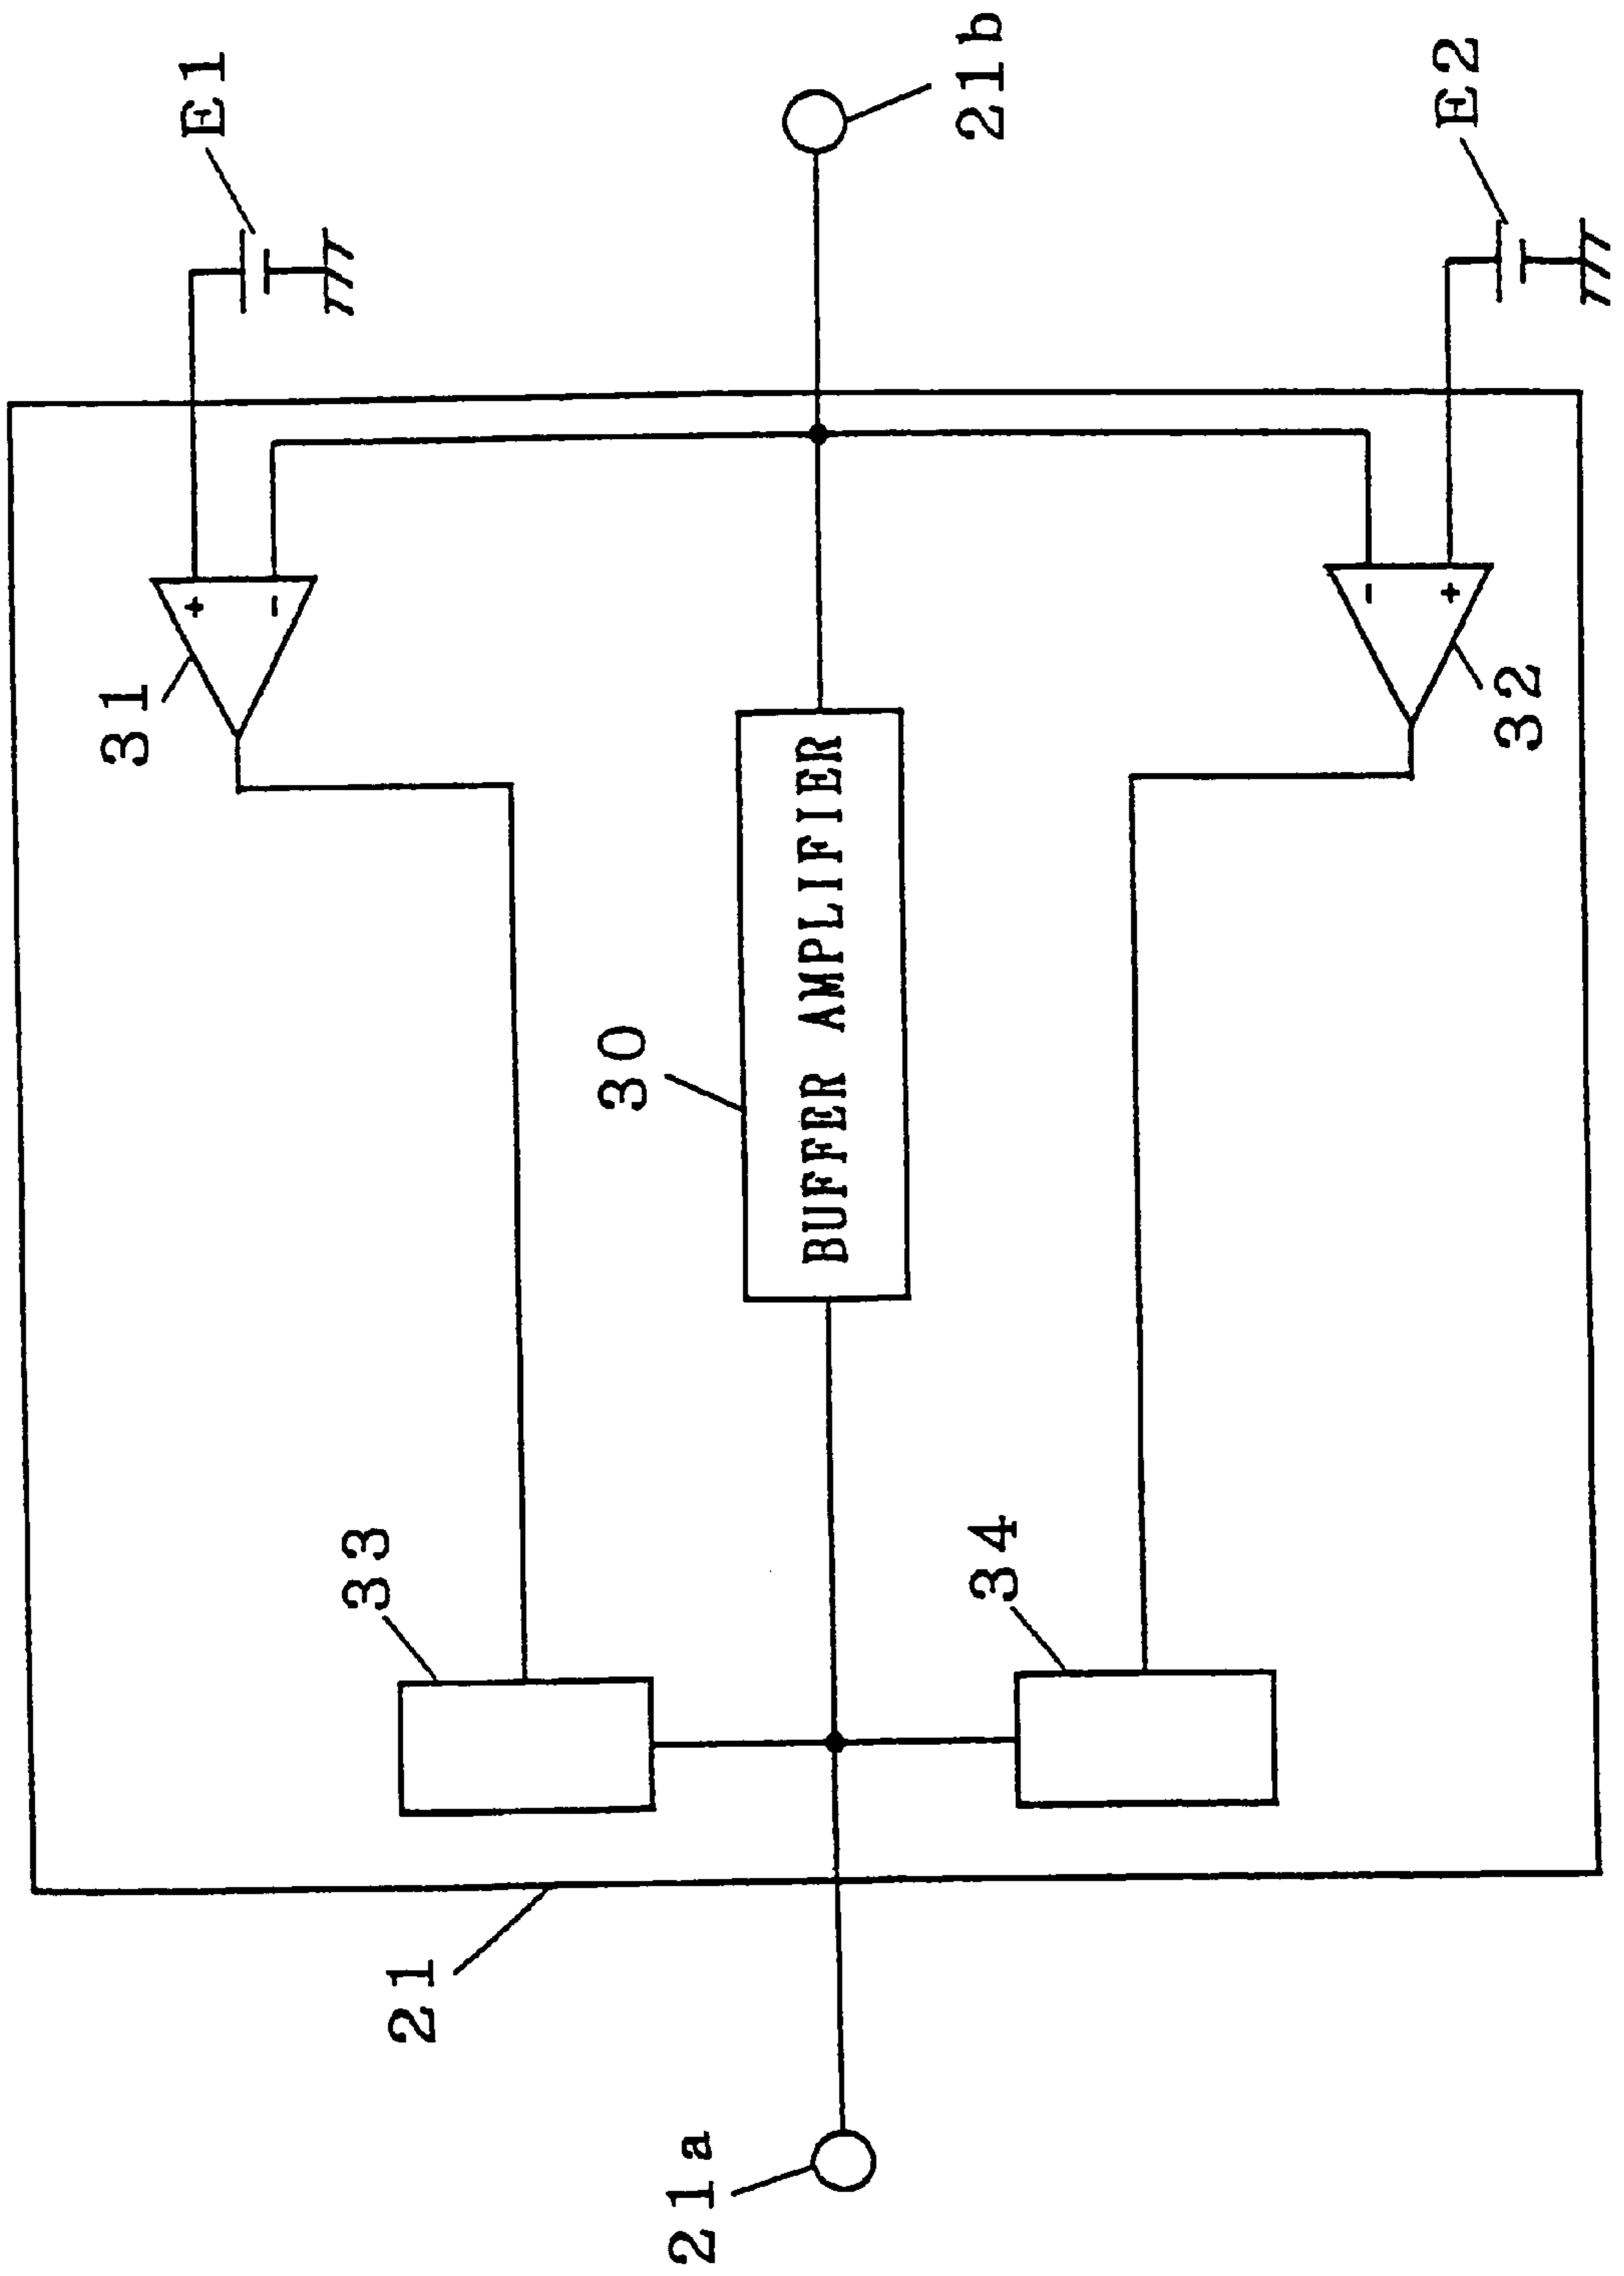 E1
21b
E2
31
32
+
-
-
+
30
BUFFER AMPLIFIER
33
34
21
21a